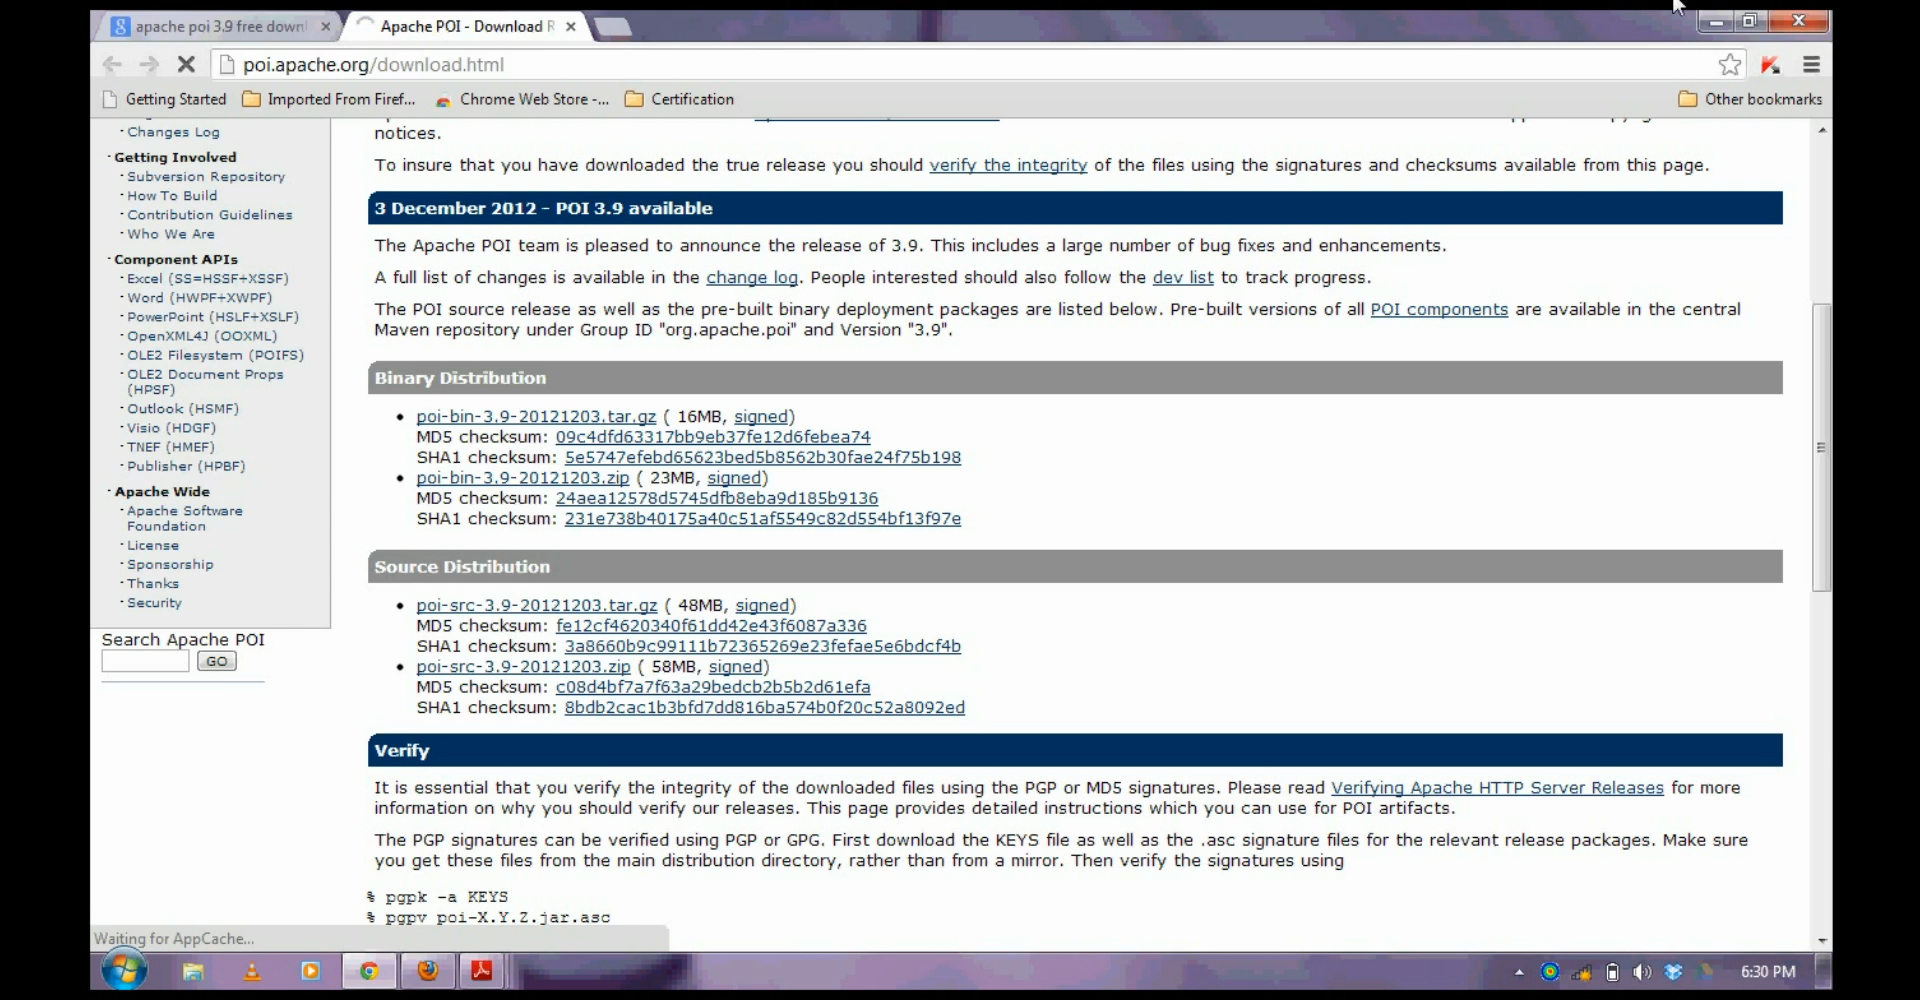 apache poi 3.9 free down
Apache POI - Download R
poi.apache.org/download.html
Getting Started
Imported From Firef...
Chrome Web Store -...
Certification
Other bookmarks
Changes Log
Getting Involved
Subversion Repository
How To Build
Contribution Guidelines
Who We Are
Component APIs
Excel (SS=HSSF+XSSF)
Word (HWPF+XWPF)
PowerPoint (HSLF+XSLF)
OpenXML4J (OOXML)
OLE2 Filesystem (POIFS)
OLE2 Document Props
(HPSF)
Outlook (HSMF)
Visio (HDGF)
TNEF (HMEF)
Publisher (HPBF)
Apache Wide
Apache Software
Foundation
License
Sponsorship
Thanks
Security
Search Apache POI
GO
notices.
To insure that you have downloaded the true release you should verify the integrity of the files using the signatures and checksums available from this page.
3 December 2012 - POI 3.9 available
The Apache POI team is pleased to announce the release of 3.9. This includes a large number of bug fixes and enhancements.
A full list of changes is available in the change log. People interested should also follow the dev list to track progress.
The POI source release as well as the pre-built binary deployment packages are listed below. Pre-built versions of all POI components are available in the central
Maven repository under Group ID "org.apache.poi" and Version "3.9".
Binary Distribution
• poi-bin-3.9-20121203.tar.gz ( 16MB, signed)
MD5 checksum: 09c4dfd63317bb9eb37fe12d6febea74
SHA1 checksum: 5e5747efebd65623bed5b8562b30fae24f75b198
• poi-bin-3.9-20121203.zip ( 23MB, signed)
MD5 checksum: 24aea12578d5745dfb8eba9d185b9136
SHA1 checksum: 231e738b40175a40c51af5549c82d554bf13f97e
Source Distribution
• poi-src-3.9-20121203.tar.gz ( 48MB, signed)
MD5 checksum: fe12cf4620340f61dd42e43f6087a336
SHA1 checksum: 3a8660b9c99111b72365269e23fefae5e6bdcf4b
• poi-src-3.9-20121203.zip ( 58MB, signed)
MD5 checksum: c08d4bf7a7f63a29bedcb2b5b2d61efa
SHA1 checksum: 8bdb2cac1b3bfd7dd816ba574b0f20c52a8092ed
Verify
It is essential that you verify the integrity of the downloaded files using the PGP or MD5 signatures. Please read Verifying Apache HTTP Server Releases for more
information on why you should verify our releases. This page provides detailed instructions which you can use for POI artifacts.
The PGP signatures can be verified using PGP or GPG. First download the KEYS file as well as the .asc signature files for the relevant release packages. Make sure
you get these files from the main distribution directory, rather than from a mirror. Then verify the signatures using
% pgpk -a KEYS
% pgpv poi-X.Y.Z.jar.asc
Waiting for AppCache...
6:30 PM